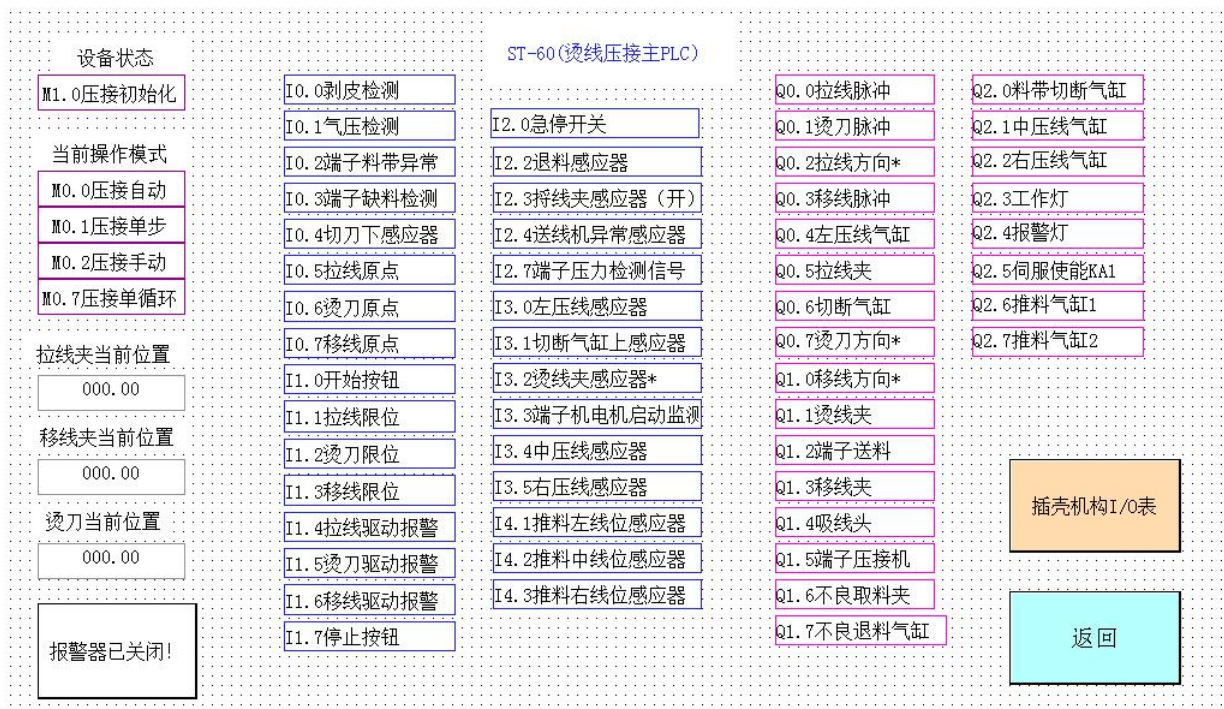 设备状态
M1.0压接初始化
当前操作模式
M0.0压接自动
M0.1压接单步
M0.2压接手动
M0.7压接单循环
拉线夹当前位置
000.00
移线夹当前位置
000.00
烫刀当前位置
000.00
报警器已关闭!
ST-60(烫线压接主PLC)
I0.0剥皮检测
I0.1气压检测
I0.2端子料带异常
I0.3端子缺料检测
I0.4切刀下感应器
I0.5拉线原点
I0.6烫刀原点
I0.7移线原点
I1.0开始按钮
I1.1拉线限位
I1.2烫刀限位
I1.3移线限位
I1.4拉线驱动报警
I1.5烫刀驱动报警
I1.6移线驱动报警
I1.7停止按钮
I2.0急停开关
I2.2退料感应器
I2.3捋线夹感应器（开）
I2.4送线机异常感应器
I2.7端子压力检测信号
I3.0左压线感应器
I3.1切断气缸上感应器
I3.2烫线夹感应器*
I3.3端子机电机启动监测
I3.4中压线感应器
I3.5右压线感应器
I4.1推料左线位感应器
I4.2推料中线位感应器
I4.3推料右线位感应器
Q0.0拉线脉冲
Q0.1烫刀脉冲
Q0.2拉线方向*
Q0.3移线脉冲
Q0.4左压线气缸
Q0.5拉线夹
Q0.6切断气缸
Q0.7烫刀方向*
Q1.0移线方向*
Q1.1烫线夹
Q1.2端子送料
Q1.3移线夹
Q1.4吸线头
Q1.5端子压接机
Q1.6不良取料夹
Q1.7不良退料气缸
Q2.0料带切断气缸
Q2.1中压线气缸
Q2.2右压线气缸
Q2.3工作灯
Q2.4报警灯
Q2.5伺服使能KA1
Q2.6推料气缸1
Q2.7推料气缸2
插壳机构I/O表
返回